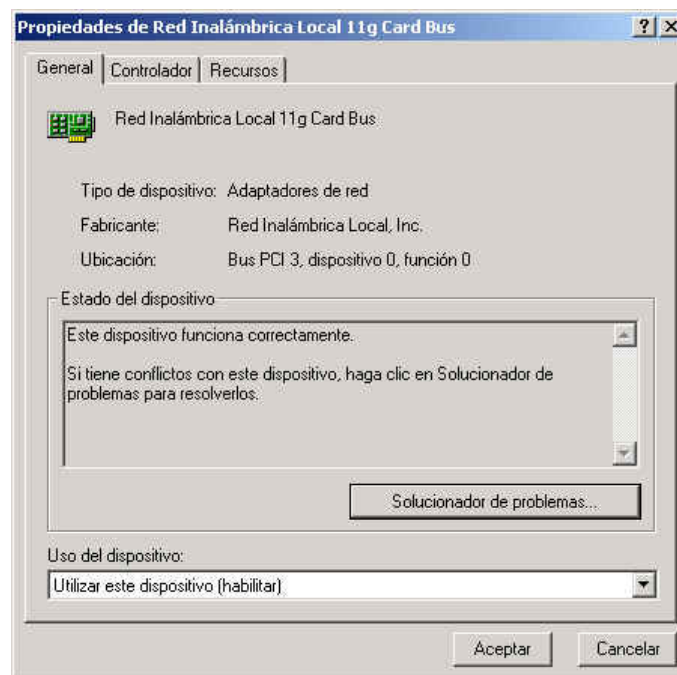 Propiedades de Red Inalámbrica Local 11g Card Bus
General Controlador Recursos
Red Inalámbrica Local 11g Card Bus
Tipo de dispositivo: Adaptadores de red
Fabricante: Red Inalámbrica Local, Inc.
Ubicación: Bus PCI 3, dispositivo 0, función 0
Estado del dispositivo
Este dispositivo funciona correctamente.
Si tiene conflictos con este dispositivo, haga clic en Solucionador de
problemas para resolverlos.
Solucionador de problemas...
Uso del dispositivo:
Utilizar este dispositivo (habilitar)
Aceptar Cancelar